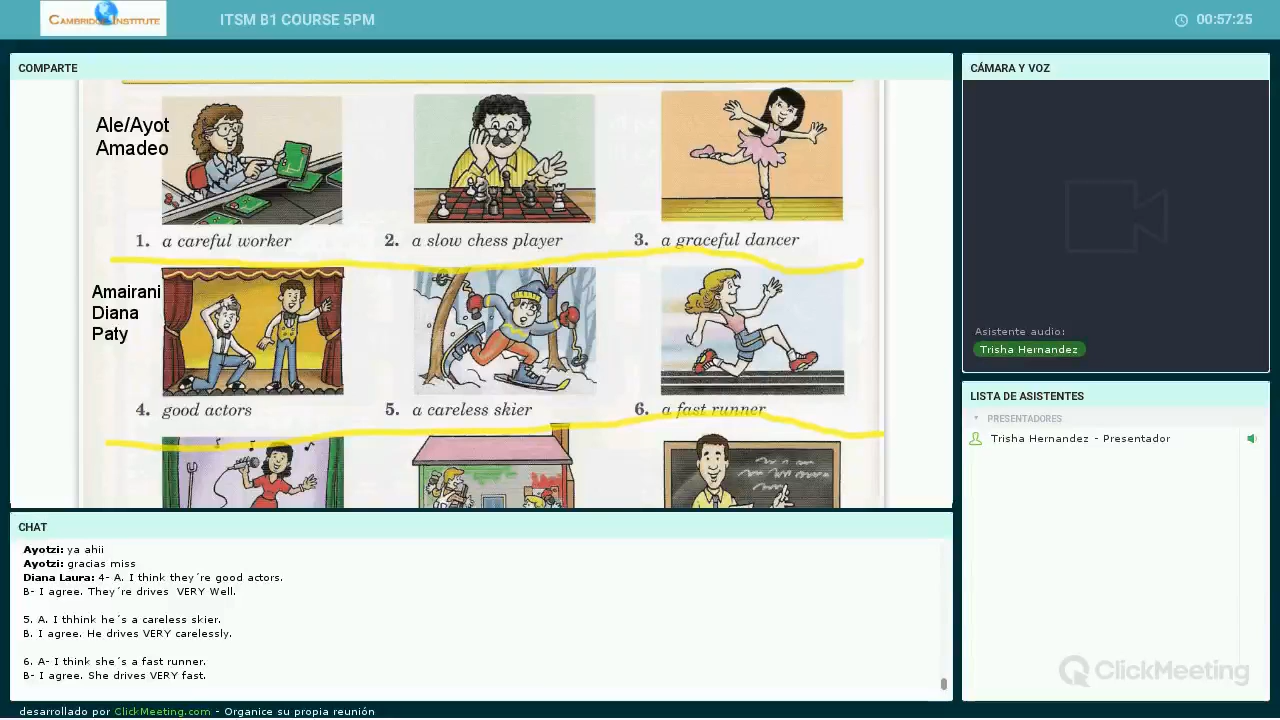 CAMBRIDGE INSTITUTE
ITSM B1 COURSE 5PM
00:57:25
COMPARTE
Ale/Ayot
Amadeo
1. a careful worker
2. a slow chess player
3. a graceful dancer
Amairani
Diana
Paty
4. good actors
5. a careless skier
6. a fast runner
CÁMARA Y VOZ
Asistente audio:
Trisha Hernandez
LISTA DE ASISTENTES
PRESENTADORES
Trisha Hernandez - Presentador
ClickMeeting
CHAT
Ayotzi: ya ahii
Ayotzi: gracias miss
Diana Laura: 4- A. I think they´re good actors.
B- I agree. They´re drives VERY Well.
5. A. I thhink he´s a careless skier.
B. I agree. He drives VERY carelessly.
6. A- I think she´s a fast runner.
B- I agree. She drives VERY fast.
desarrollado por ClickMeeting.com - Organice su propia reunión